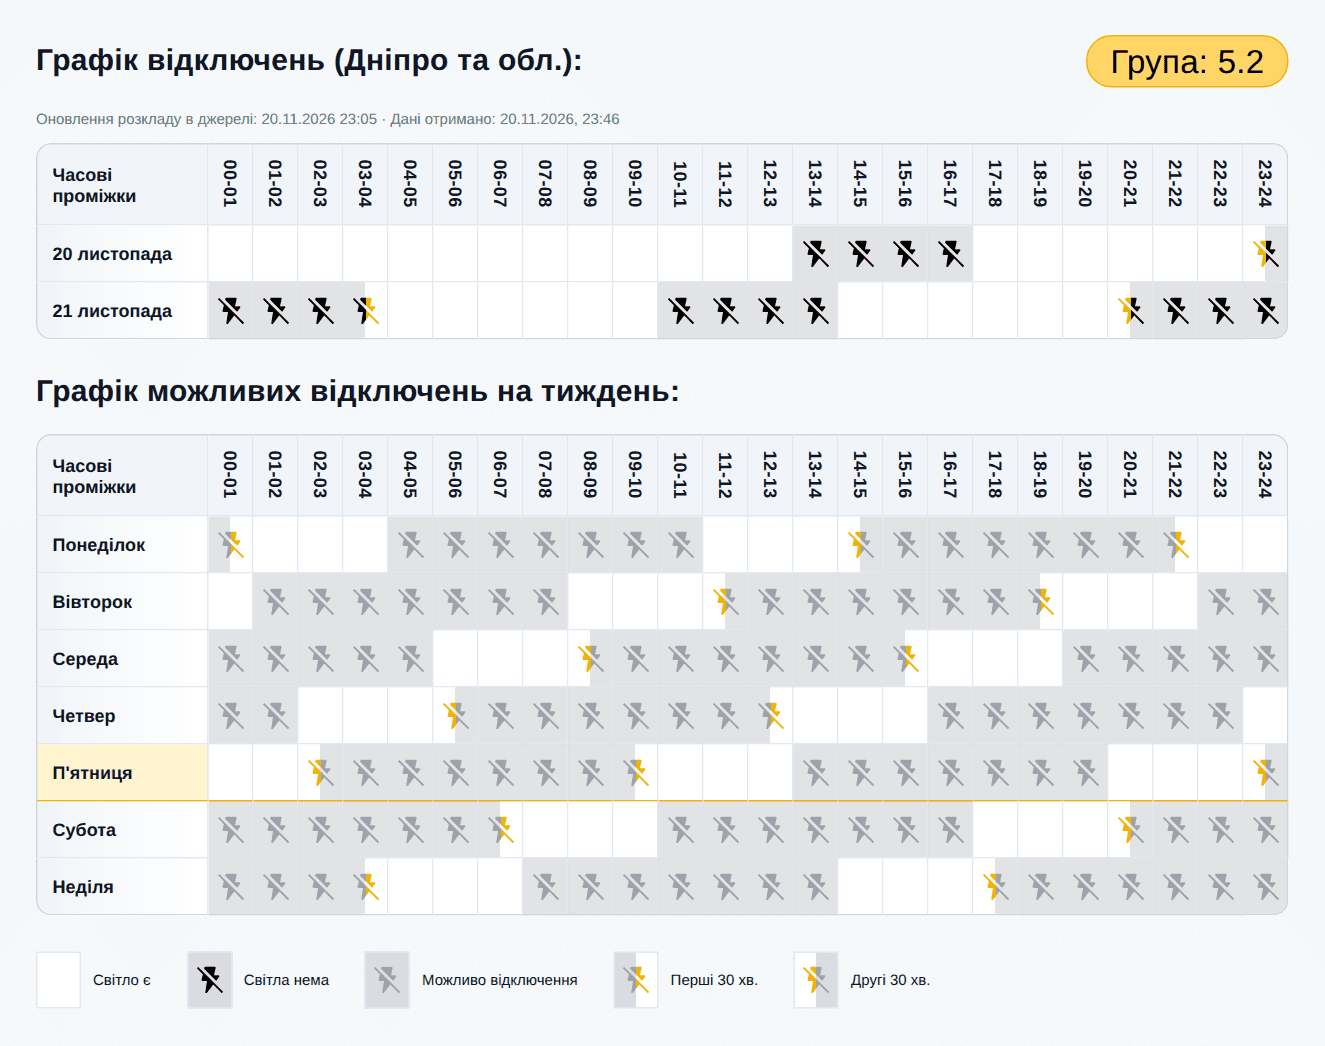 Графік відключень (Дніпро та обл.):
Група: 5.2
Оновлення розкладу в джерелі: 20.11.2026 23:05 · Дані отримано: 20.11.2026, 23:46
Часові проміжки 00-01 01-02 02-03 03-04 04-05 05-06 06-07 07-08 08-09 09-10 10-11 11-12 12-13 13-14 14-15 15-16 16-17 17-18 18-19 19-20 20-21 21-22 22-23 23-24
20 листопада
21 листопада
Графік можливих відключень на тиждень:
Часові проміжки 00-01 01-02 02-03 03-04 04-05 05-06 06-07 07-08 08-09 09-10 10-11 11-12 12-13 13-14 14-15 15-16 16-17 17-18 18-19 19-20 20-21 21-22 22-23 23-24
Понеділок
Вівторок
Середа
Четвер
П'ятниця
Субота
Неділя
Світло є Світла нема Можливо відключення Перші 30 хв. Другі 30 хв.